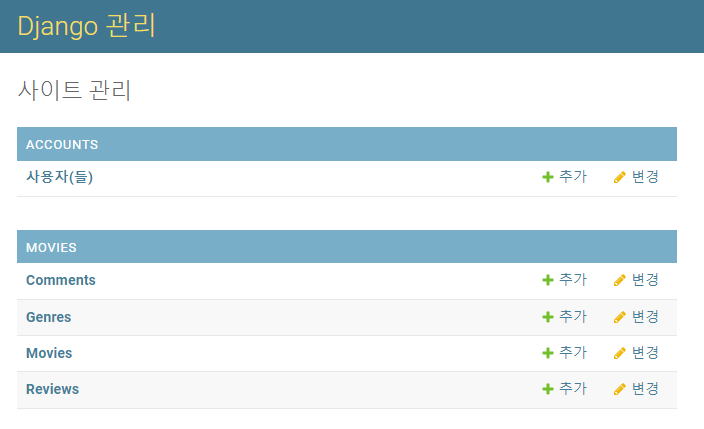 Django 관리
사이트 관리
ACCOUNTS
사용자(들) 추가 변경
MOVIES
Comments 추가 변경
Genres 추가 변경
Movies 추가 변경
Reviews 추가 변경